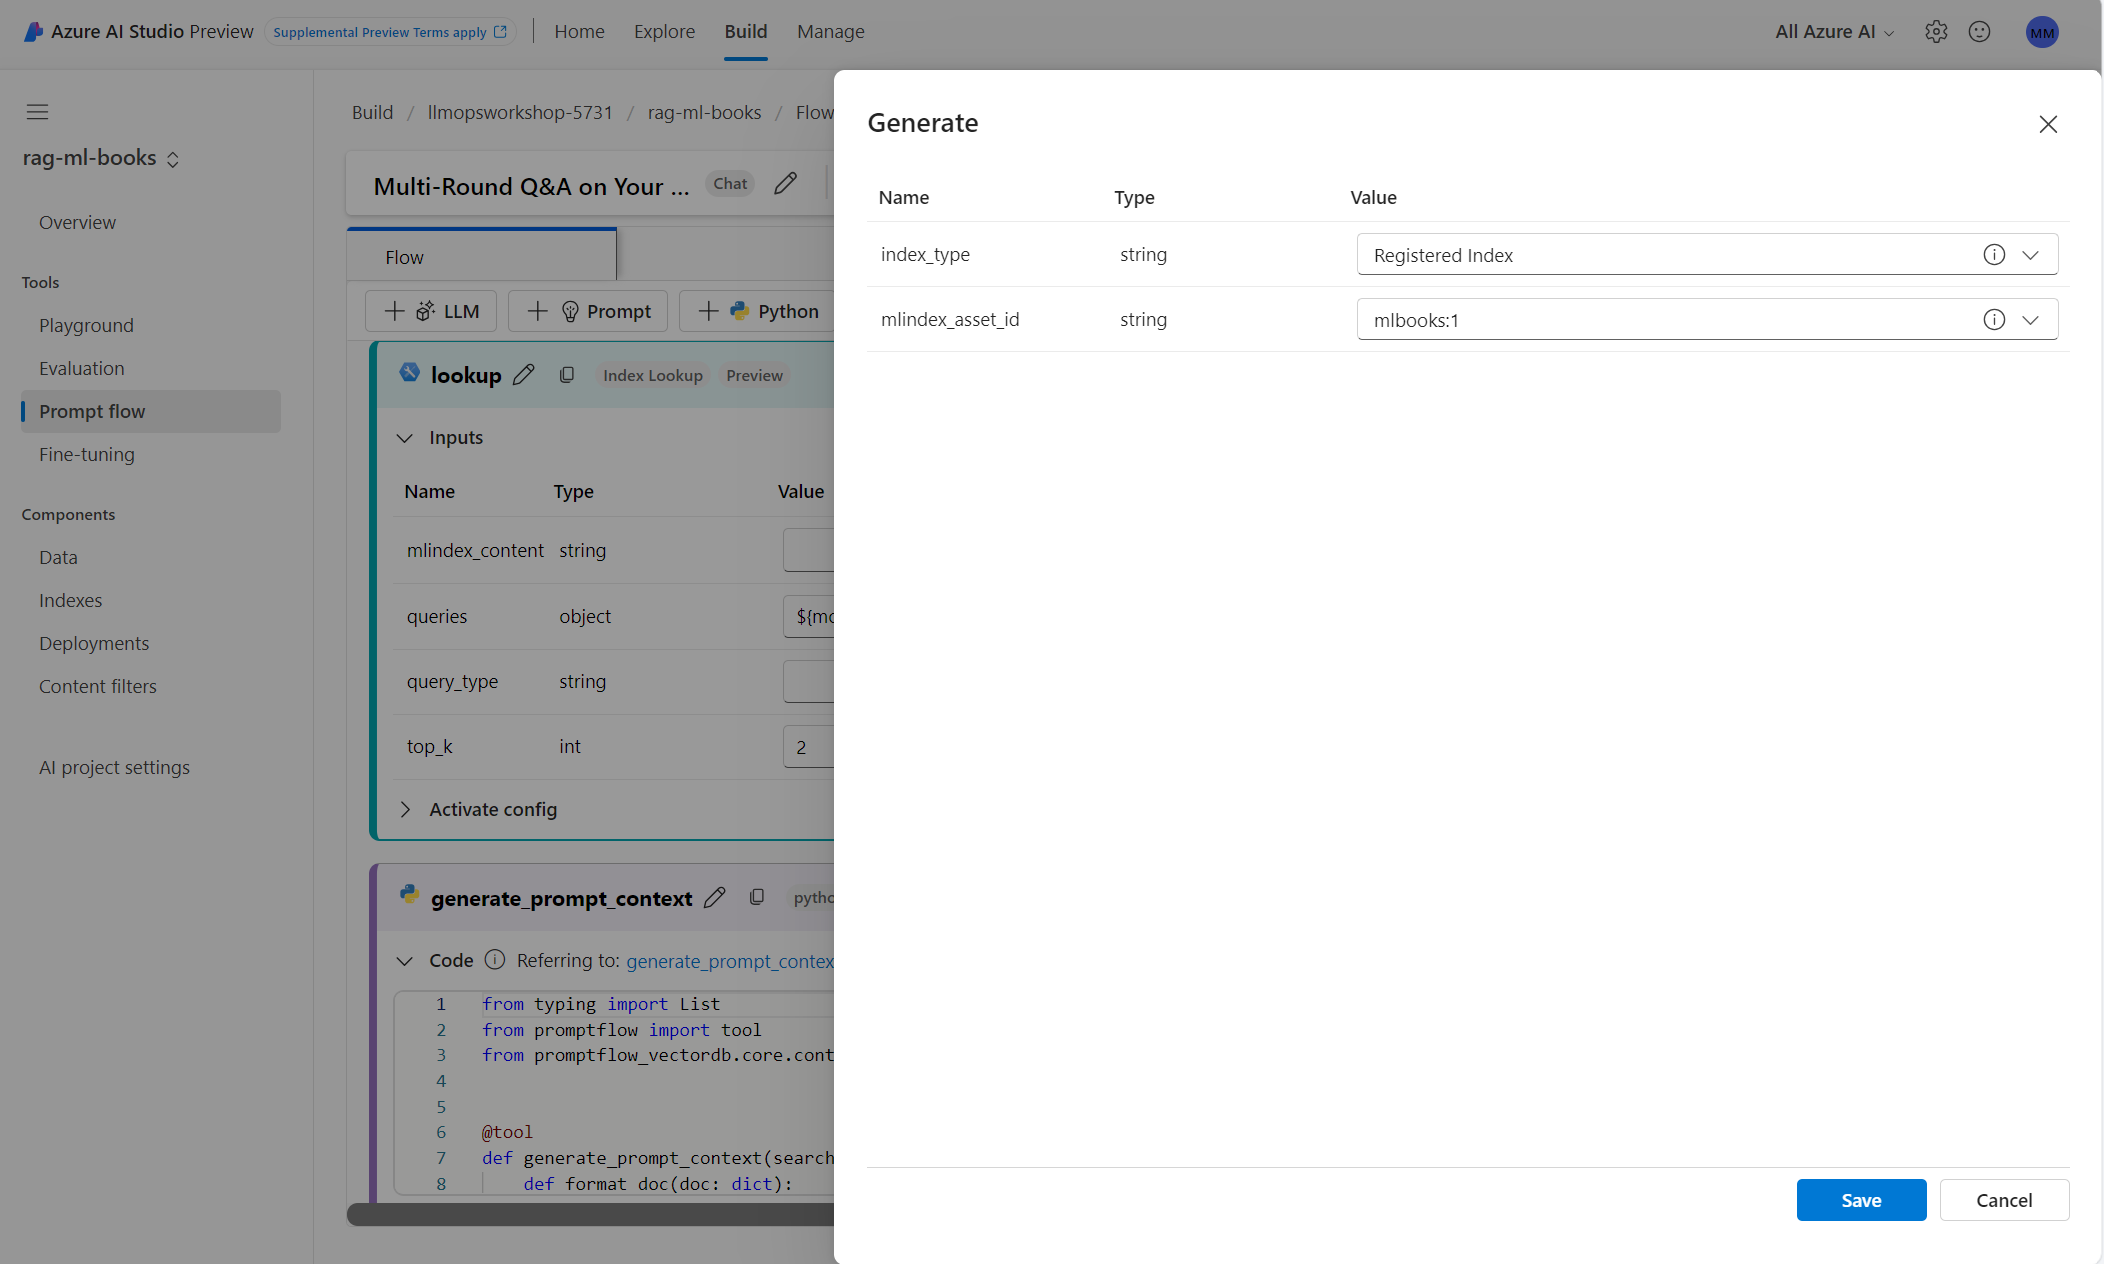 Azure AI Studio Preview
Supplemental Preview Terms apply
Home
Explore
Build
Manage
All Azure AI
MM
rag-ml-books
Overview
Tools
Playground
Evaluation
Prompt flow
Fine-tuning
Components
Data
Indexes
Deployments
Content filters
AI project settings
Build / llmopsworkshop-5731 / rag-ml-books / Flow
Multi-Round Q&A on Your ...
Chat
Flow
LLM
Prompt
Python
lookup
Index Lookup
Preview
Inputs
Name Type Value
mlindex_content string
queries object ${mo
query_type string
top_k int 2
Activate config
generate_prompt_context
pytho
Code
Referring to: generate_prompt_contex
1 from typing import List
2 from promptflow import tool
3 from promptflow_vectordb.core.cont
4
5
6 @tool
7 def generate_prompt_context(search
8 def format_doc(doc: dict):
Generate
Name Type Value
index_type string Registered Index
mlindex_asset_id string mlbooks:1
Save
Cancel